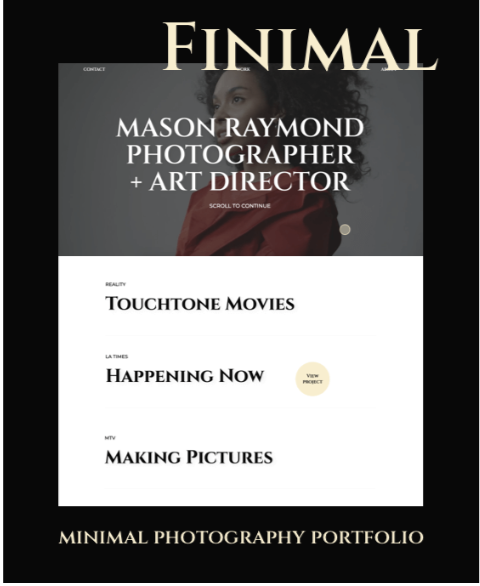 FINIMAL
CONTACT
WORK
MASON RAYMOND
PHOTOGRAPHER
+ ART DIRECTOR
SCROLL TO CONTINUE
REALITY
TOUCHTONE MOVIES
LA TIMES
HAPPENING NOW
VIEW
PROJECT
MTV
MAKING PICTURES
MINIMAL PHOTOGRAPHY PORTFOLIO